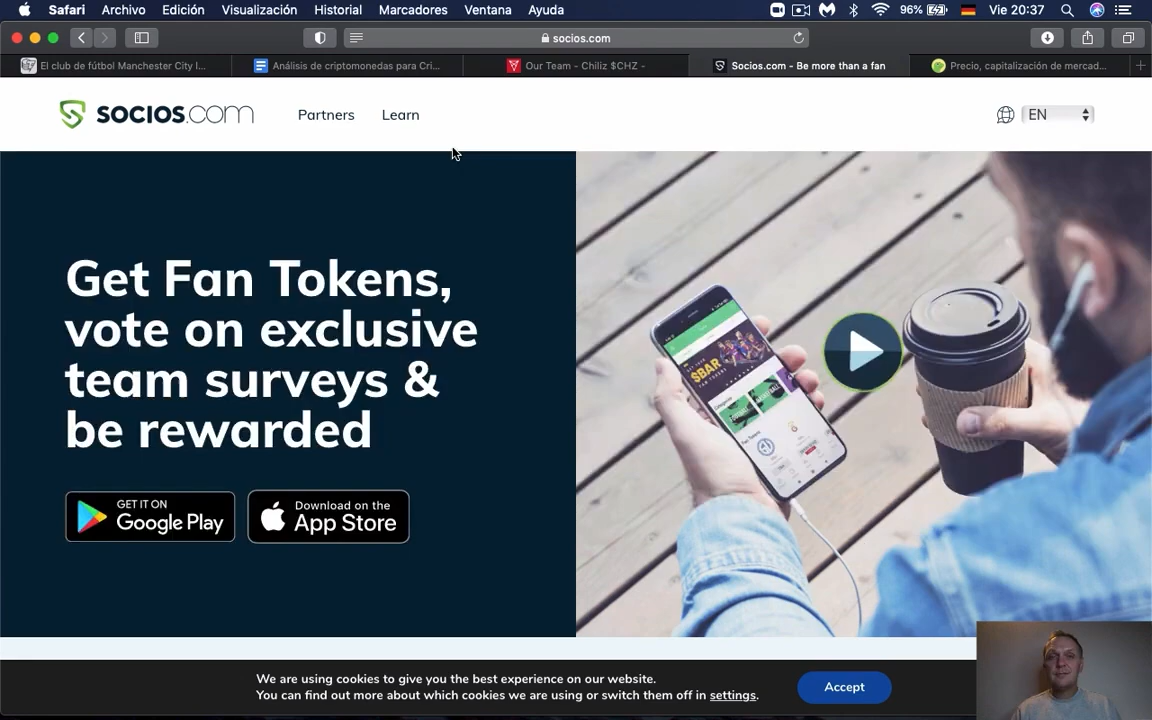 Safari Archivo Edición Visualización Historial Marcadores Ventana Ayuda 96% Vie 20:37
socios.com
El club de fútbol Manchester City l... Análisis de criptomonedas para Cri... Our Team - Chiliz $CHZ - Socios.com - Be more than a fan Precio, capitalización de mercad...
SOCIOS.com Partners Learn EN
Get Fan Tokens,
vote on exclusive
team surveys &
be rewarded
$BAR
FAN TOKENS
GET IT ON
Google Play
Download on the
App Store
We are using cookies to give you the best experience on our website.
You can find out more about which cookies we are using or switch them off in settings.
Accept